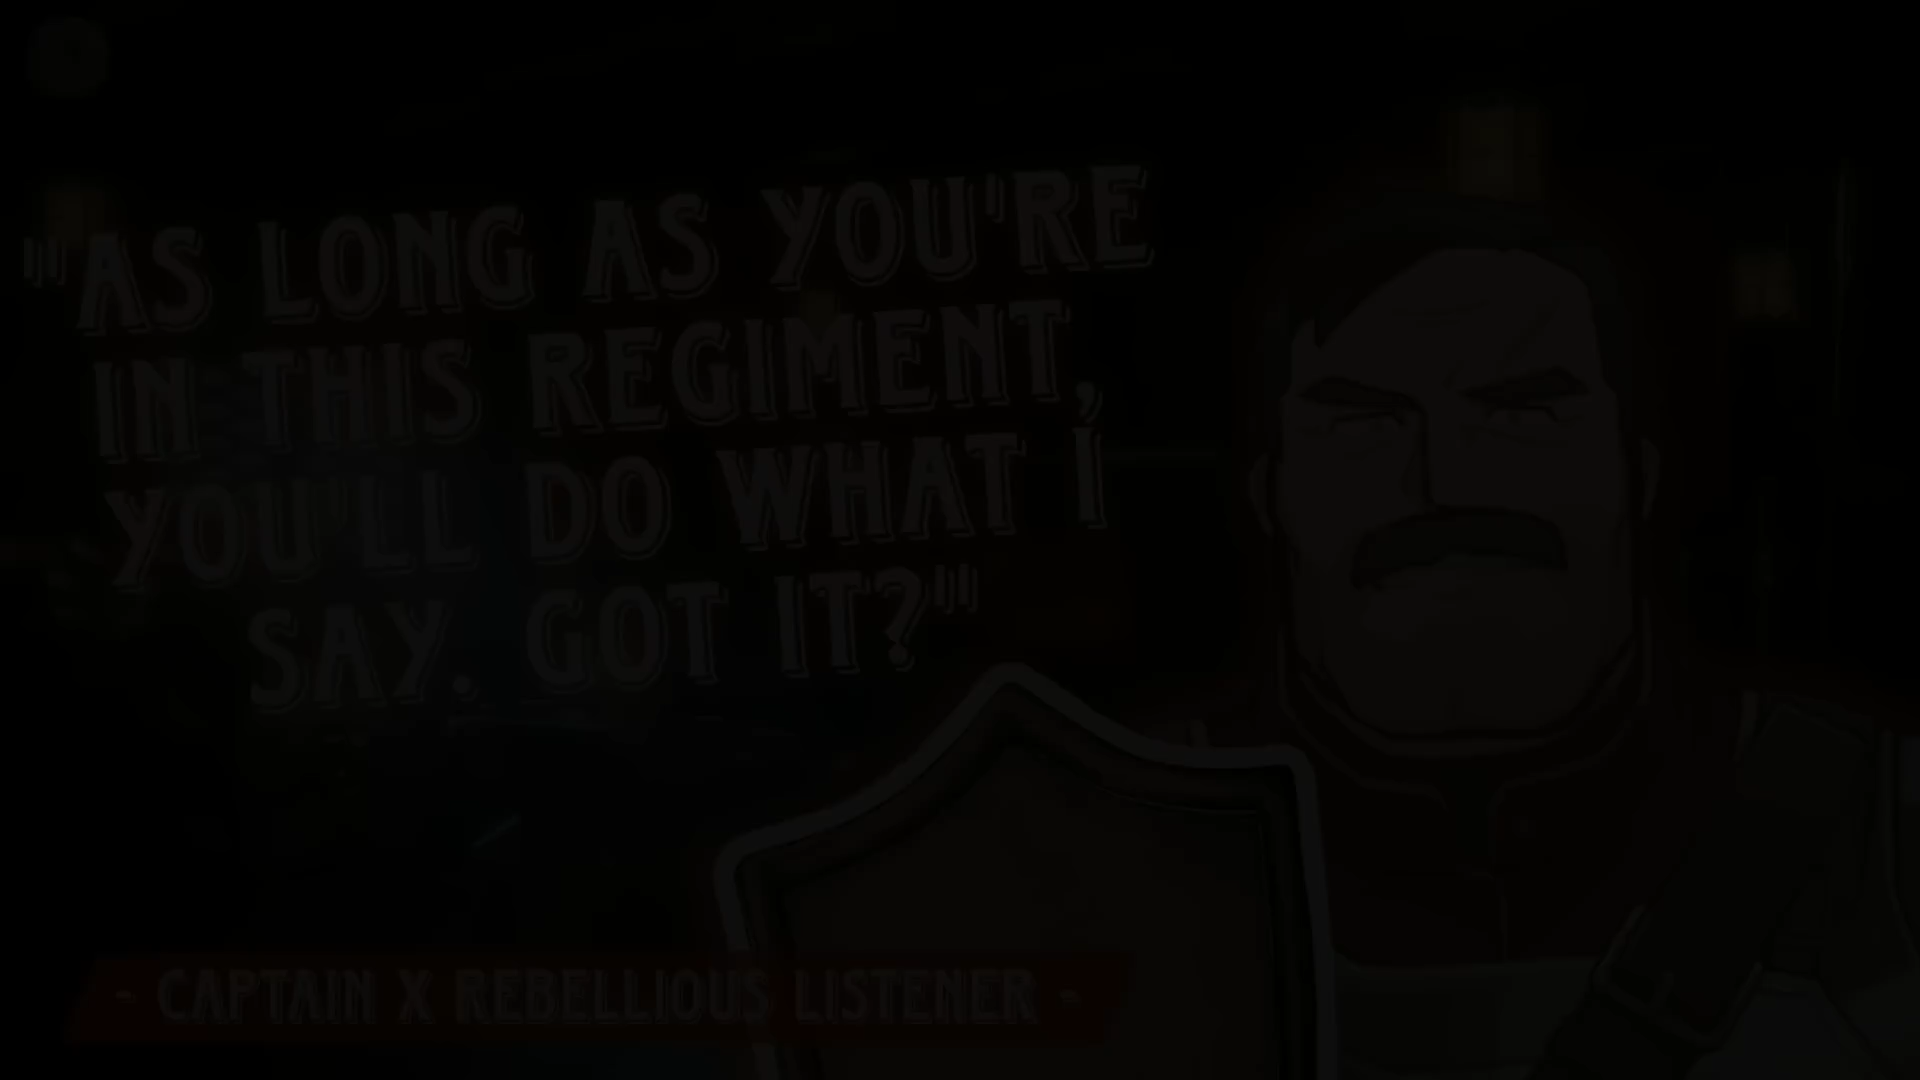 "AS LONG AS YOU'RE
IN THIS REGIMENT,
YOU'LL DO WHAT I
SAY. GOT IT?"
- CAPTAIN X REBELLIOUS LISTENER -